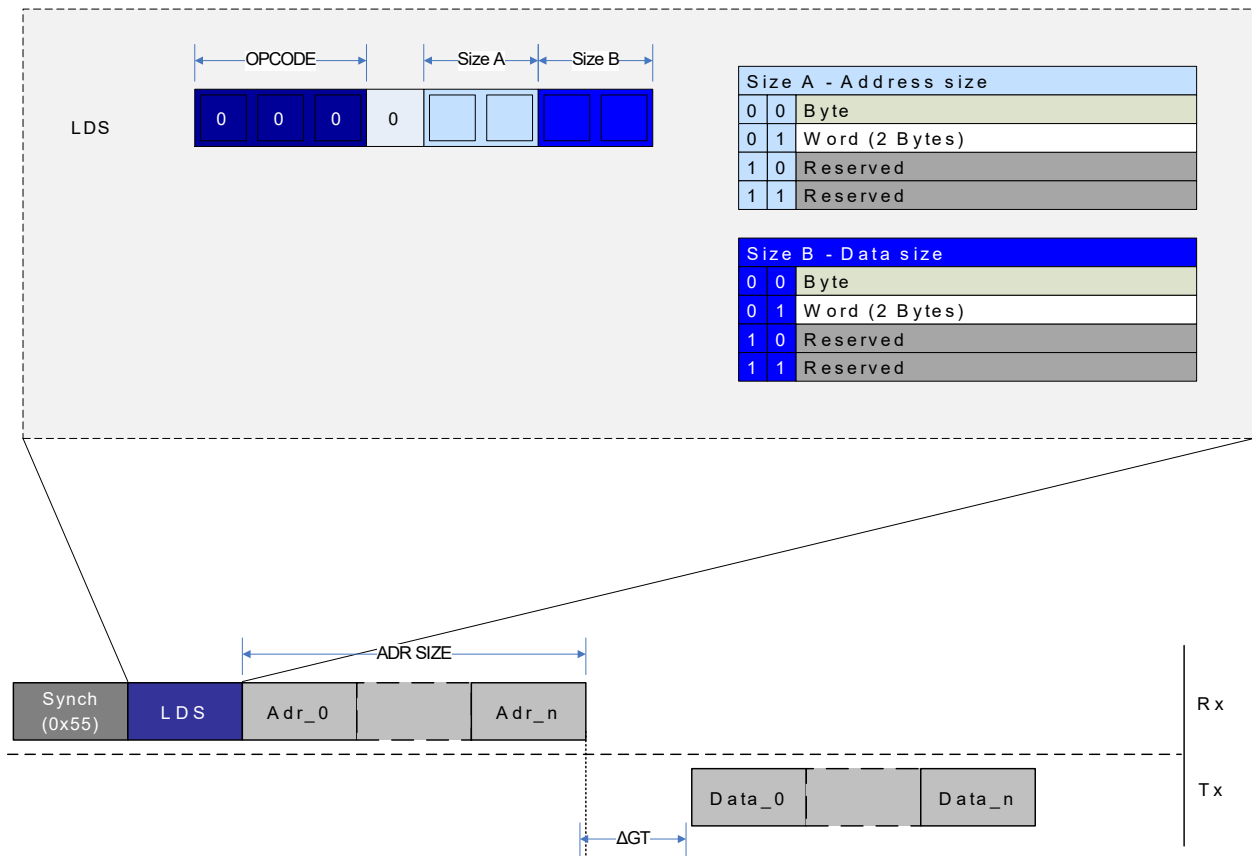 OPCODE Size A Size B
LDS 0 0 0 0
Size A - Address size
0 0 Byte
0 1 Word (2 Bytes)
1 0 Reserved
1 1 Reserved
Size B - Data size
0 0 Byte
0 1 Word (2 Bytes)
1 0 Reserved
1 1 Reserved
ADR SIZE
Synch
(0x55)
LDS Adr_0 Adr_n Rx
Data_0 Data_n Tx
ΔGT